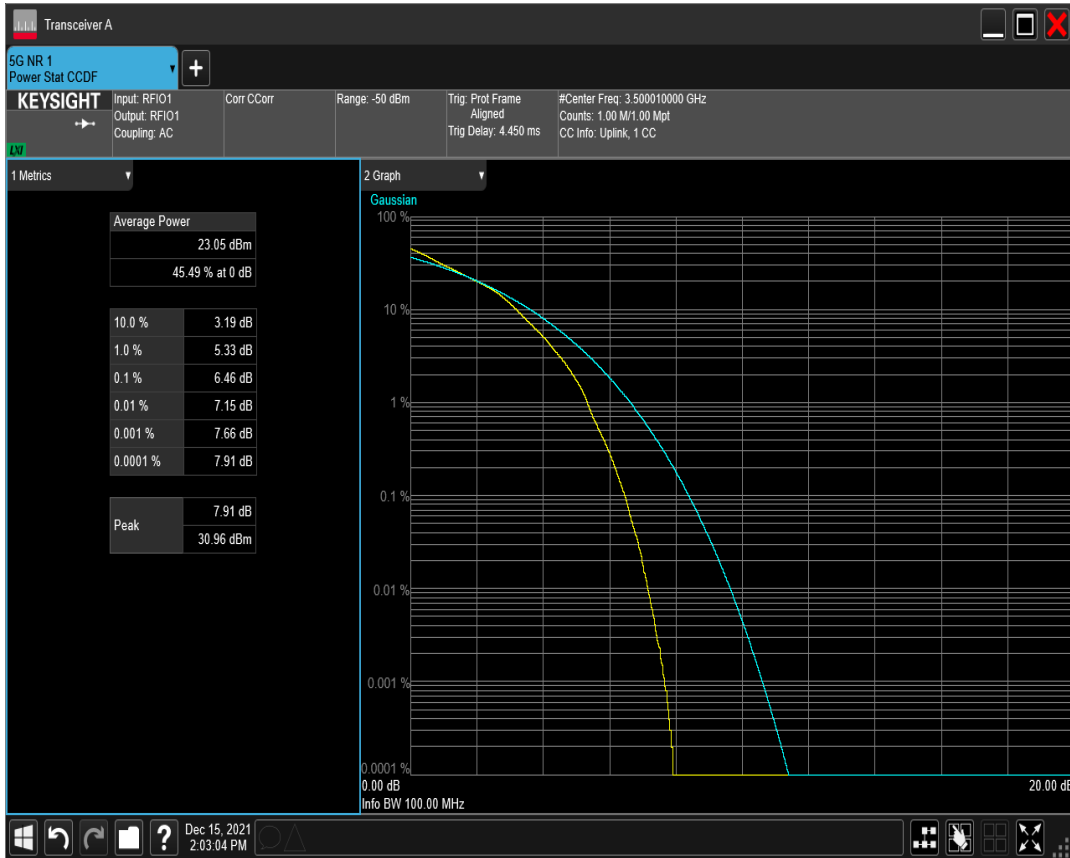 Transceiver A
5G NR 1
Power Stat CCDF
KEYSIGHT
LXI
Input: RFIO1
Output: RFIO1
Coupling: AC
Corr CCorr
Range: -50 dBm
Trig: Prot Frame
Aligned
Trig Delay: 4.450 ms
#Center Freq: 3.500010000 GHz
Counts: 1.00 M/1.00 Mpt
CC Info: Uplink, 1 CC
1 Metrics
Average Power
23.05 dBm
45.49 % at 0 dB
10.0 % 3.19 dB
1.0 % 5.33 dB
0.1 % 6.46 dB
0.01 % 7.15 dB
0.001 % 7.66 dB
0.0001 % 7.91 dB
Peak
7.91 dB
30.96 dBm
2 Graph
Gaussian
100 %
10 %
1 %
0.1 %
0.01 %
0.001 %
0.0001 %
0.00 dB
20.00 dB
Info BW 100.00 MHz
?
Dec 15, 2021
2:03:04 PM